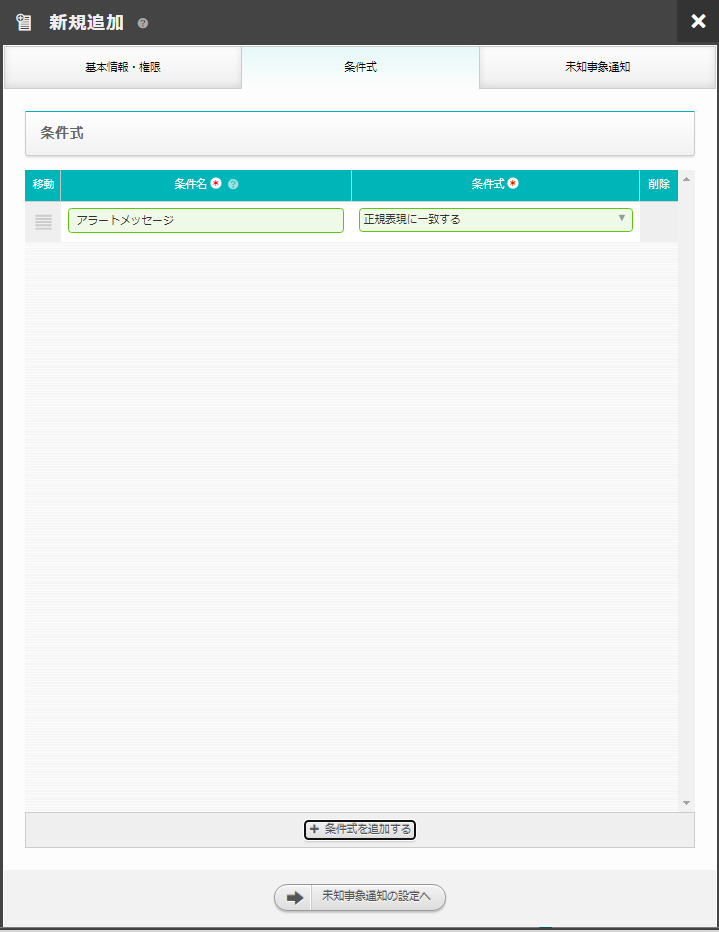 新規追加
基本情報・権限 条件式 未知事象通知
条件式
移動 条件名 条件式 削除
アラートメッセージ 正規表現に一致する
条件式を追加する
未知事象通知の設定へ